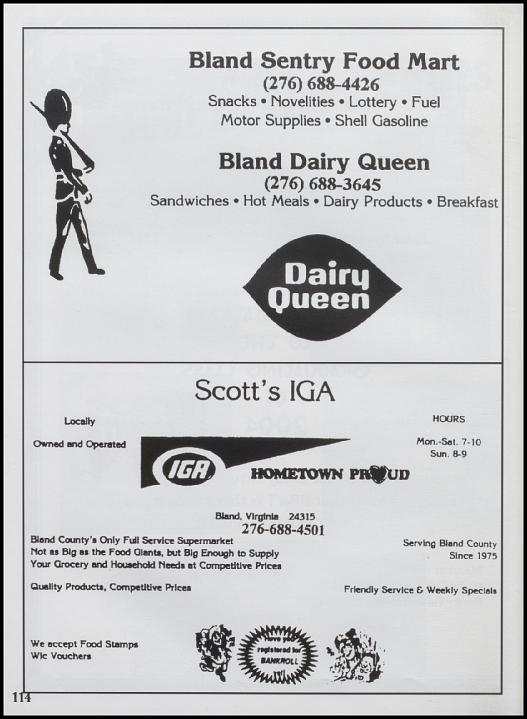 Bland Sentry Food Mart
(276) 688-4426
Snacks • Novelities • Lottery • Fuel
Motor Supplies • Shell Gasoline
Bland Dairy Queen
(276) 688-3645
Sandwiches • Hot Meals • Dairy Products • Breakfast
Dairy
Queen
Scott's IGA
Locally
Owned and Operated
HOURS
Mon.-Sat. 7-10
Sun. 8-9
IGA
HOMETOWN PROUD
Bland, Virginia 24315
276-688-4501
Bland County's Only Full Service Supermarket
Not as Big as the Food Giants, but Big Enough to Supply
Your Grocery and Household Needs at Competitive Prices
Serving Bland County
Since 1975
Quality Products, Competitive Prices
Friendly Service & Weekly Specials
We accept Food Stamps
Wic Vouchers
Have you
registered for
BANKROLL
114